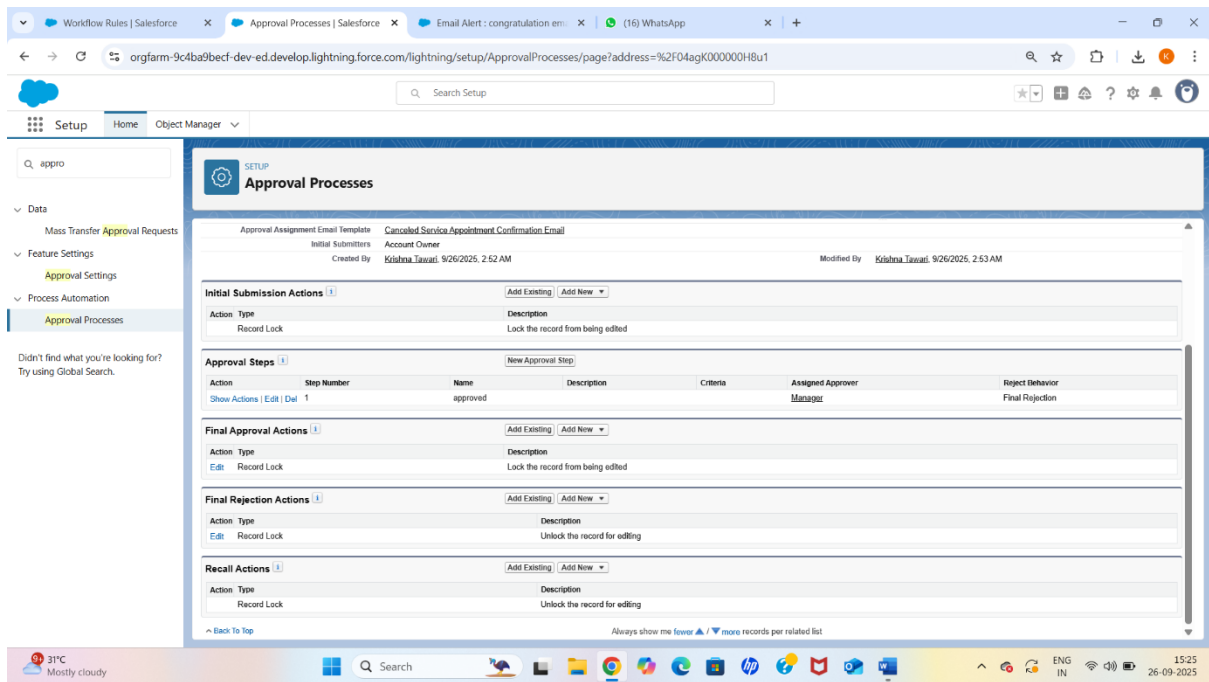 Workflow Rules | Salesforce
Approval Processes | Salesforce
Email Alert : congratulation ema
(16) WhatsApp
orgfarm-9c4ba9becf-dev-ed.develop.lightning.force.com/lightning/setup/ApprovalProcesses/page?address=%2F04agK000000H8u1
K
Search Setup
Setup Home Object Manager
appro
SETUP
Approval Processes
Data
Mass Transfer Approval Requests
Feature Settings
Approval Settings
Process Automation
Approval Processes
Didn't find what you're looking for?
Try using Global Search.
Approval Assignment Email Template Canceled Service Appointment Confirmation Email
Initial Submitters Account Owner
Created By Krishna Tawari, 9/26/2025, 2:52 AM Modified By Krishna Tawari, 9/26/2025, 2:53 AM
Initial Submission Actions i Add Existing Add New
Action Type Description
Record Lock Lock the record from being edited
Approval Steps i New Approval Step
Action Step Number Name Description Criteria Assigned Approver Reject Behavior
Show Actions | Edit | Del 1 approved Manager Final Rejection
Final Approval Actions i Add Existing Add New
Action Type Description
Edit Record Lock Lock the record from being edited
Final Rejection Actions i Add Existing Add New
Action Type Description
Edit Record Lock Unlock the record for editing
Recall Actions i Add Existing Add New
Action Type Description
Record Lock Unlock the record for editing
Back To Top Always show me fewer / more records per related list
9+ 31°C
Mostly cloudy
Search
ENG
IN
15:25
26-09-2025